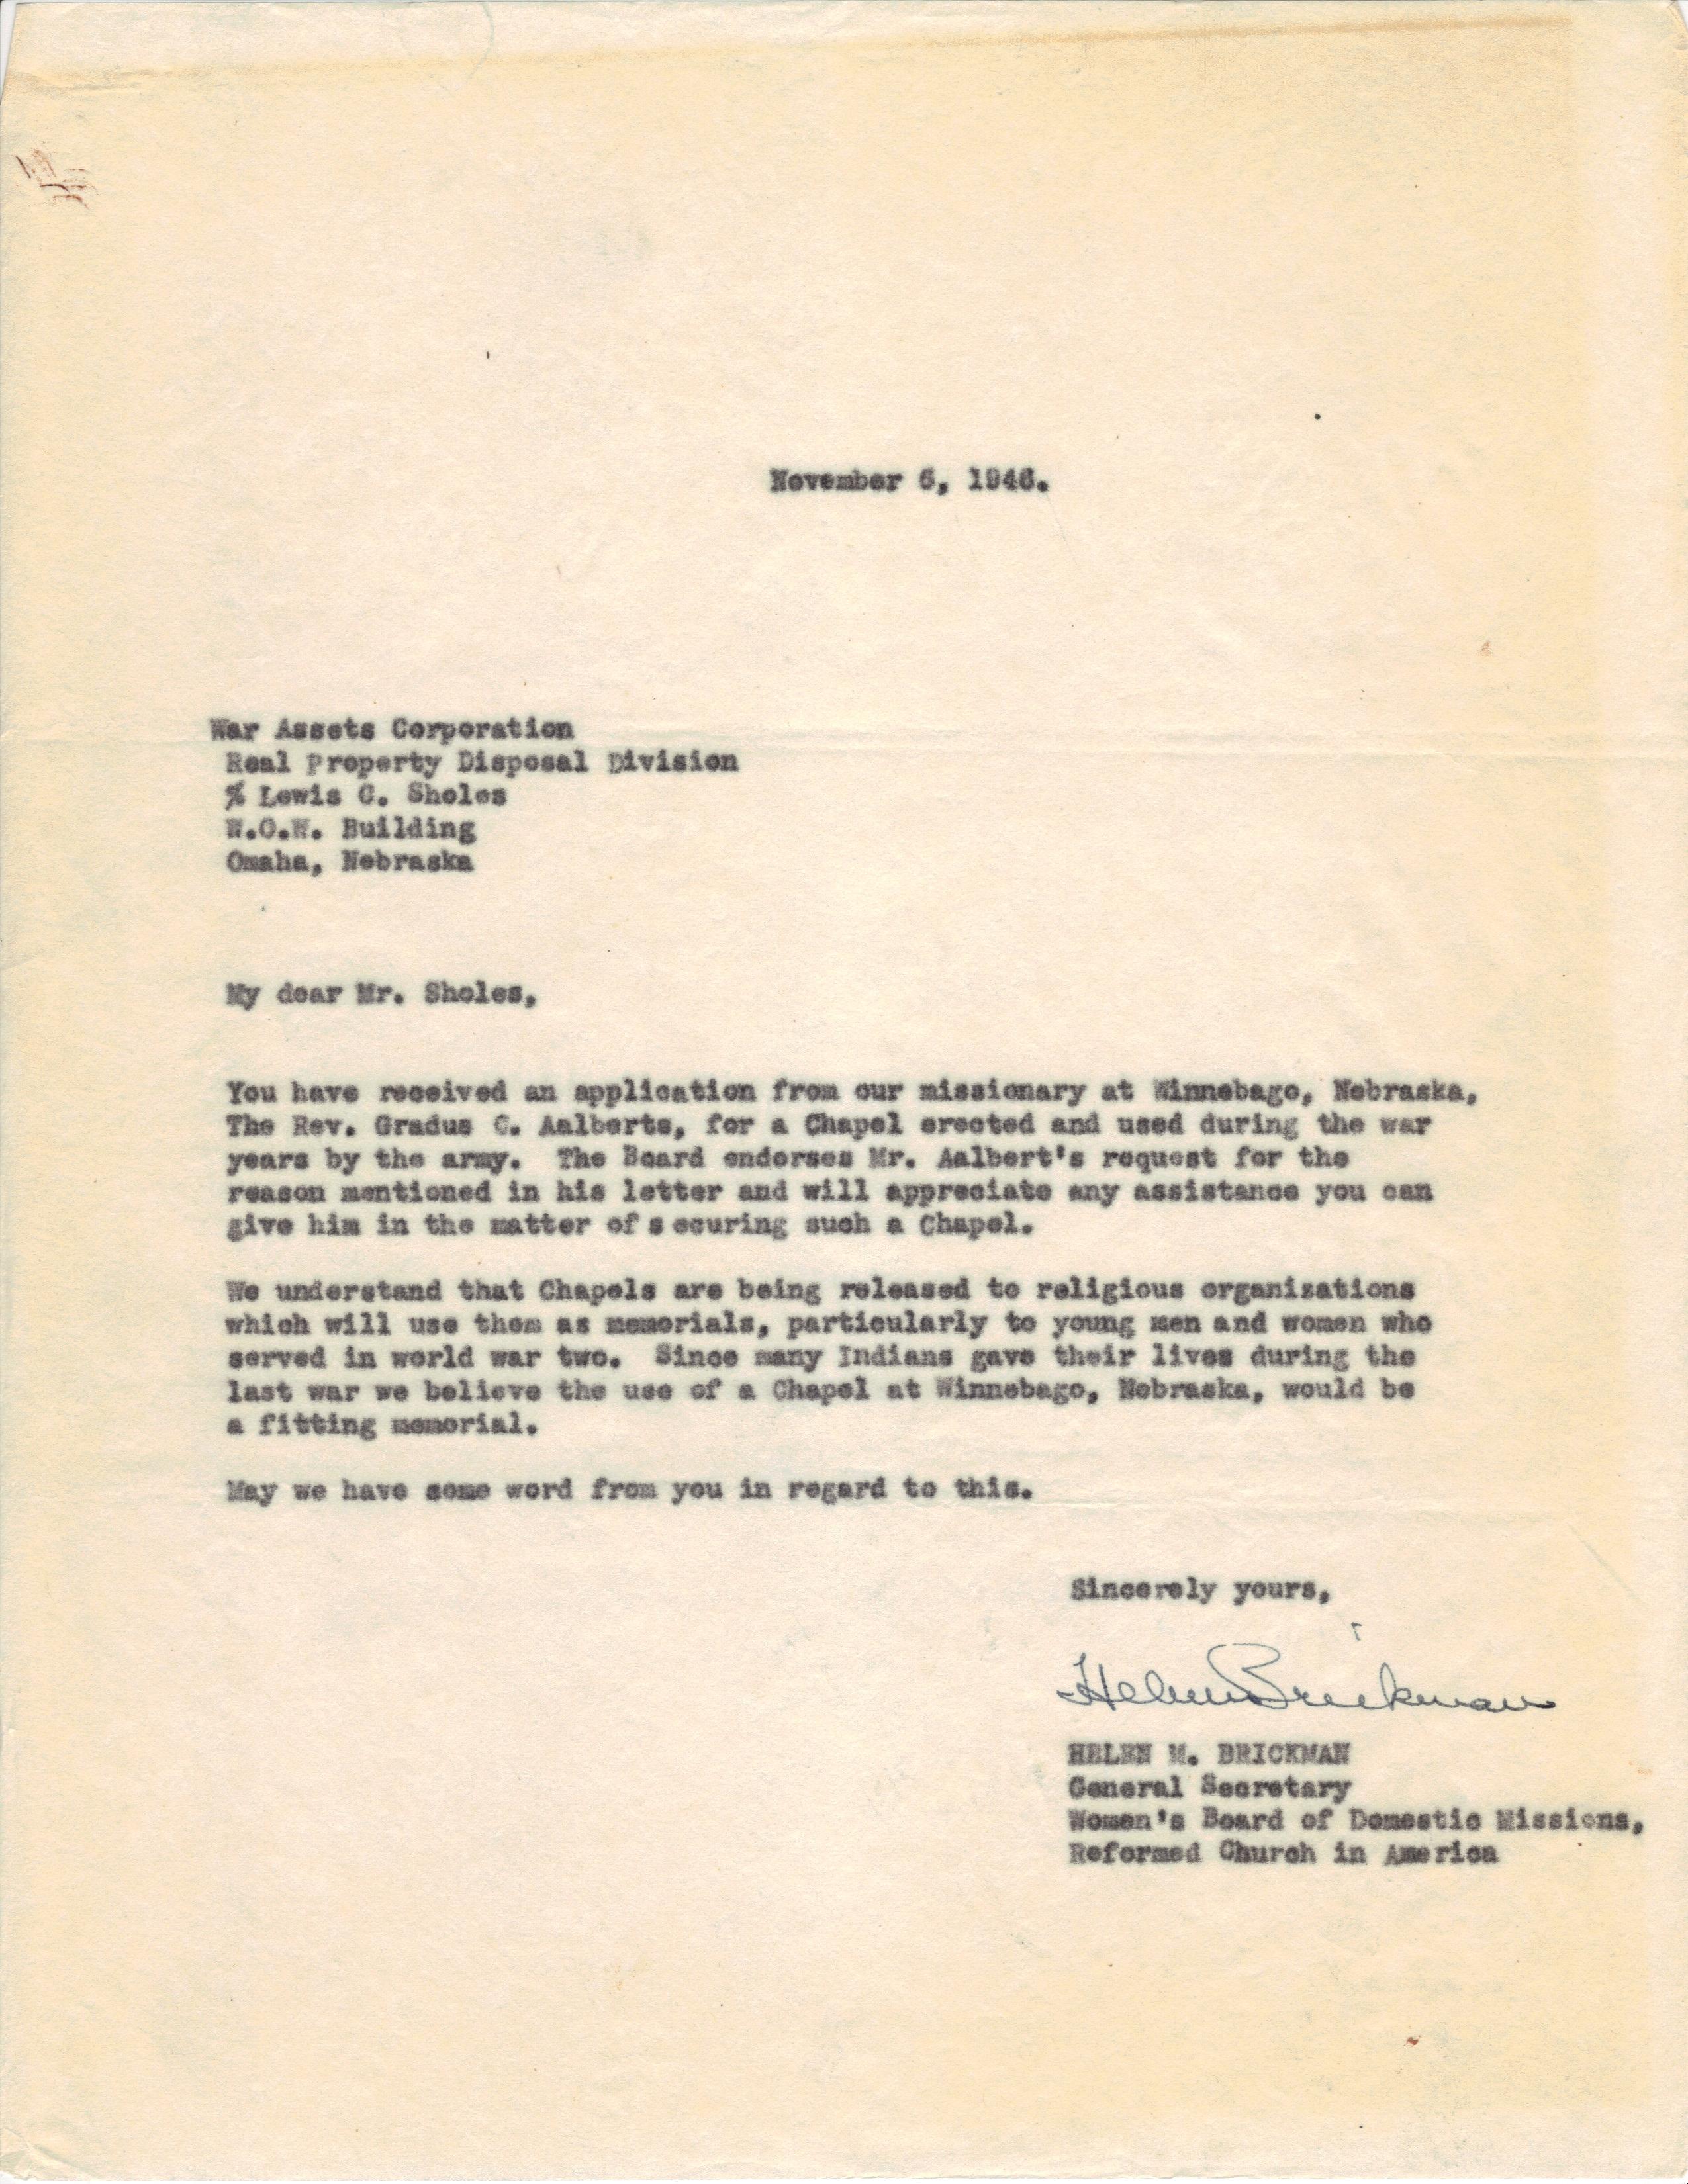 November 6, 1946.
War Assets Corporation
Real Property Disposal Division
% Lewis C. Sholes
W.O.W. Building
Omaha, Nebraska
My dear Mr. Sholes,
You have received an application from our missionary at Winnebago, Nebraska,
The Rev. Gradus C. Aalberts, for a Chapel erected and used during the war
years by the army. The Board endorses Mr. Aalbert's request for the
reason mentioned in his letter and will appreciate any assistance you can
give him in the matter of s ecuring such a Chapel.
We understand that Chapels are being released to religious organizations
which will use them as memorials, particularly to young men and women who
served in world war two. Since many Indians gave their lives during the
last war we believe the use of a Chapel at Winnebago, Nebraska, would be
a fitting memorial.
May we have some word from you in regard to this.
Sincerely yours,
Helen Brickman
HELEN M. BRICKMAN
General Secretary
Women's Board of Domestic Missions,
Reformed Church in America